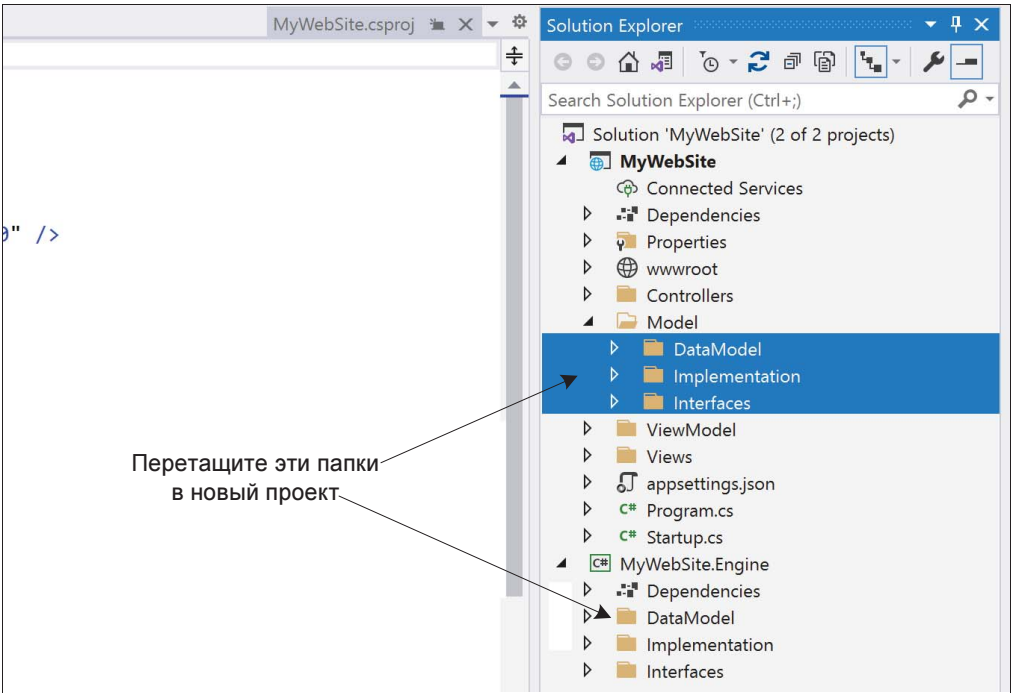 MyWebSite.csproj
Solution Explorer
Search Solution Explorer (Ctrl+;)
Solution 'MyWebSite' (2 of 2 projects)
MyWebSite
Connected Services
Dependencies
Properties
wwwroot
Controllers
Model
DataModel
Implementation
Interfaces
ViewModel
Views
appsettings.json
C# Program.cs
C# Startup.cs
C# MyWebSite.Engine
Dependencies
DataModel
Implementation
Interfaces
" />
Перетащите эти папки
в новый проект